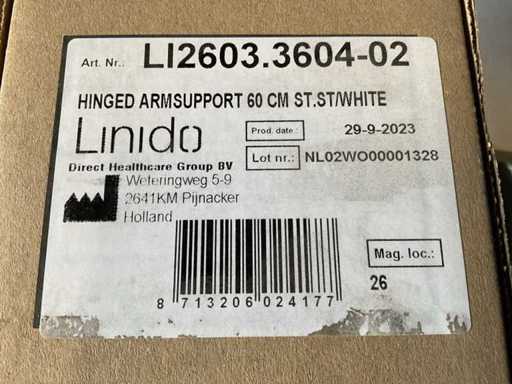 Art. Nr.: LI2603.3604-02
HINGED ARMSUPPORT 60 CM ST.ST/WHITE
Linido
Prod. date: 29-9-2023
Lot nr.: NL02WO00001328
Direct Healthcare Group BV
Weteringweg 5-9
2641KM Pijnacker
Holland
Mag. loc.:
26
8 713206 024177